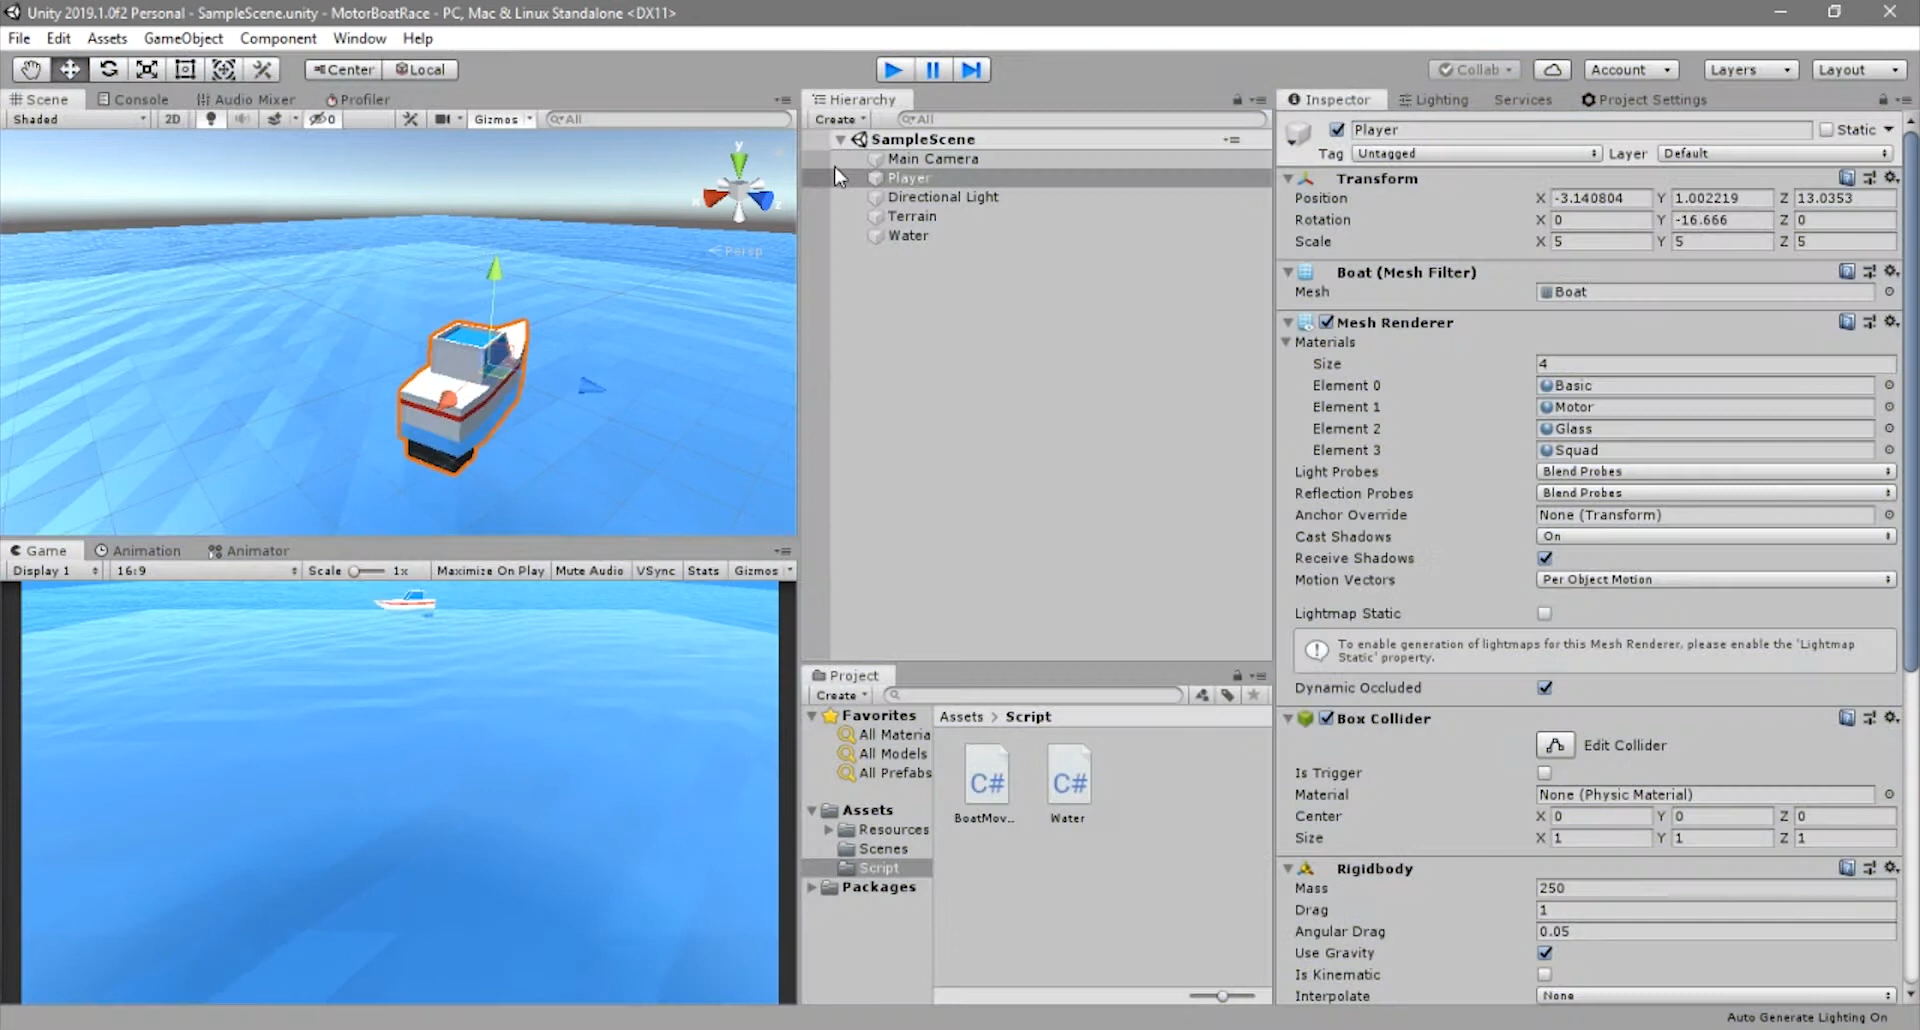 Unity 2019.1.0f2 Personal - SampleScene.unity - MotorBoatRace - PC, Mac & Linux Standalone <DX11>
File Edit Assets GameObject Component Window Help
Center Local Collab Account Layers Layout
Scene Console Audio Mixer Profiler
Shaded 2D 0 Gizmos All
y
x
z
Persp
Game Animation Animator
Display 1 16:9 Scale 1x Maximize On Play Mute Audio VSync Stats Gizmos
Hierarchy
Create All
SampleScene
Main Camera
Player
Directional Light
Terrain
Water
Project
Create
Favorites
All Materia
All Models
All Prefabs
Assets
Resources
Scenes
Script
Packages
Assets > Script
C# C#
BoatMov... Water
Inspector Lighting Services Project Settings
Player Static
Tag Untagged Layer Default
Transform
Position X -3.140804 Y 1.002219 Z 13.0353
Rotation X 0 Y -16.666 Z 0
Scale X 5 Y 5 Z 5
Boat (Mesh Filter)
Mesh Boat
Mesh Renderer
Materials
Size 4
Element 0 Basic
Element 1 Motor
Element 2 Glass
Element 3 Squad
Light Probes Blend Probes
Reflection Probes Blend Probes
Anchor Override None (Transform)
Cast Shadows On
Receive Shadows
Motion Vectors Per Object Motion
Lightmap Static
To enable generation of lightmaps for this Mesh Renderer, please enable the 'Lightmap
Static' property.
Dynamic Occluded
Box Collider
Edit Collider
Is Trigger
Material None (Physic Material)
Center X 0 Y 0 Z 0
Size X 1 Y 1 Z 1
Rigidbody
Mass 250
Drag 1
Angular Drag 0.05
Use Gravity
Is Kinematic
Interpolate None
Auto Generate Lighting On